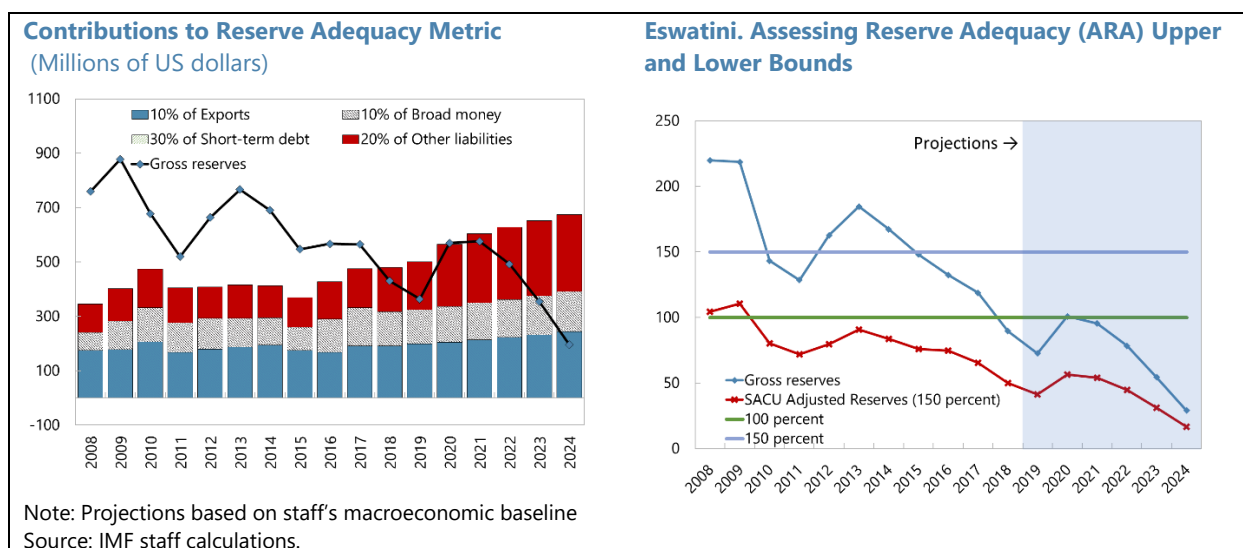 Contributions to Reserve Adequacy Metric
(Millions of US dollars)
1100
900
700
500
300
100
-100
10% of Exports
10% of Broad money
30% of Short-term debt
20% of Other liabilities
Gross reserves
2008
2009
2010
2011
2012
2013
2014
2015
2016
2017
2018
2019
2020
2021
2022
2023
2024
Note: Projections based on staff's macroeconomic baseline
Source: IMF staff calculations.
Eswatini. Assessing Reserve Adequacy (ARA) Upper
and Lower Bounds
250
200
150
100
50
0
Projections →
Gross reserves
SACU Adjusted Reserves (150 percent)
100 percent
150 percent
2008
2009
2010
2011
2012
2013
2014
2015
2016
2017
2018
2019
2020
2021
2022
2023
2024